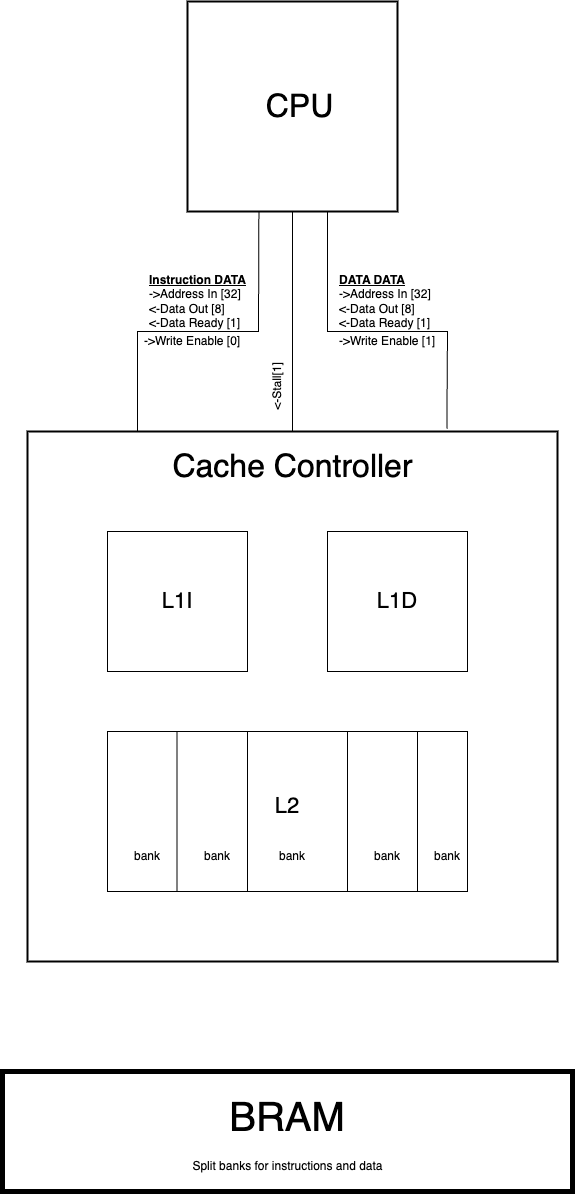 CPU
Instruction DATA
->Address In [32]
<-Data Out [8]
<-Data Ready [1]
->Write Enable [0]
<-Stall[1]
DATA DATA
->Address In [32]
<-Data Out [8]
<-Data Ready [1]
->Write Enable [1]
Cache Controller
L1I
L1D
L2
bank
bank
bank
bank
bank
BRAM
Split banks for instructions and data